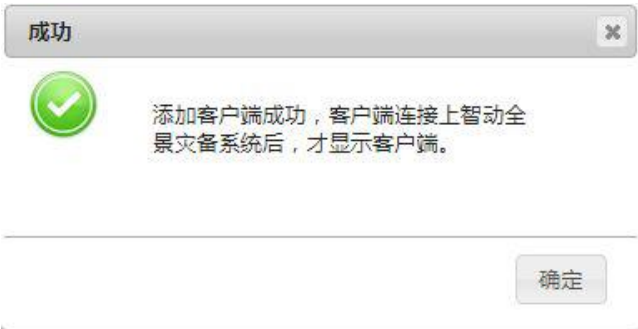 成功
添加客户端成功，客户端连接上智动全
景灾备系统后，才显示客户端。
确定